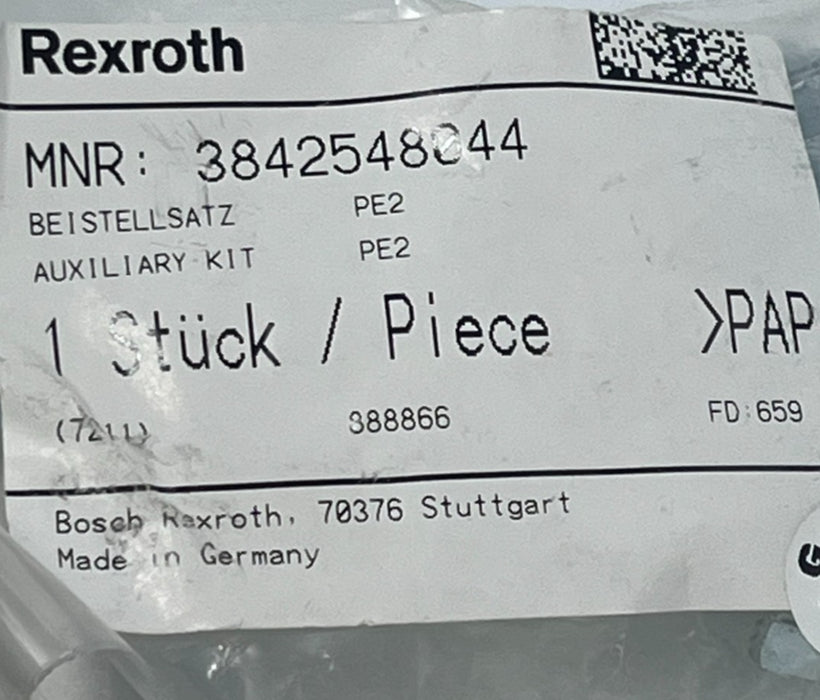 Rexroth
MNR: 3842548044
BEISTELLSATZ PE2
AUXILIARY KIT PE2
1 Stück / Piece >PAP
(7211) 388866 FD:659
Bosch Rexroth, 70376 Stuttgart
Made in Germany